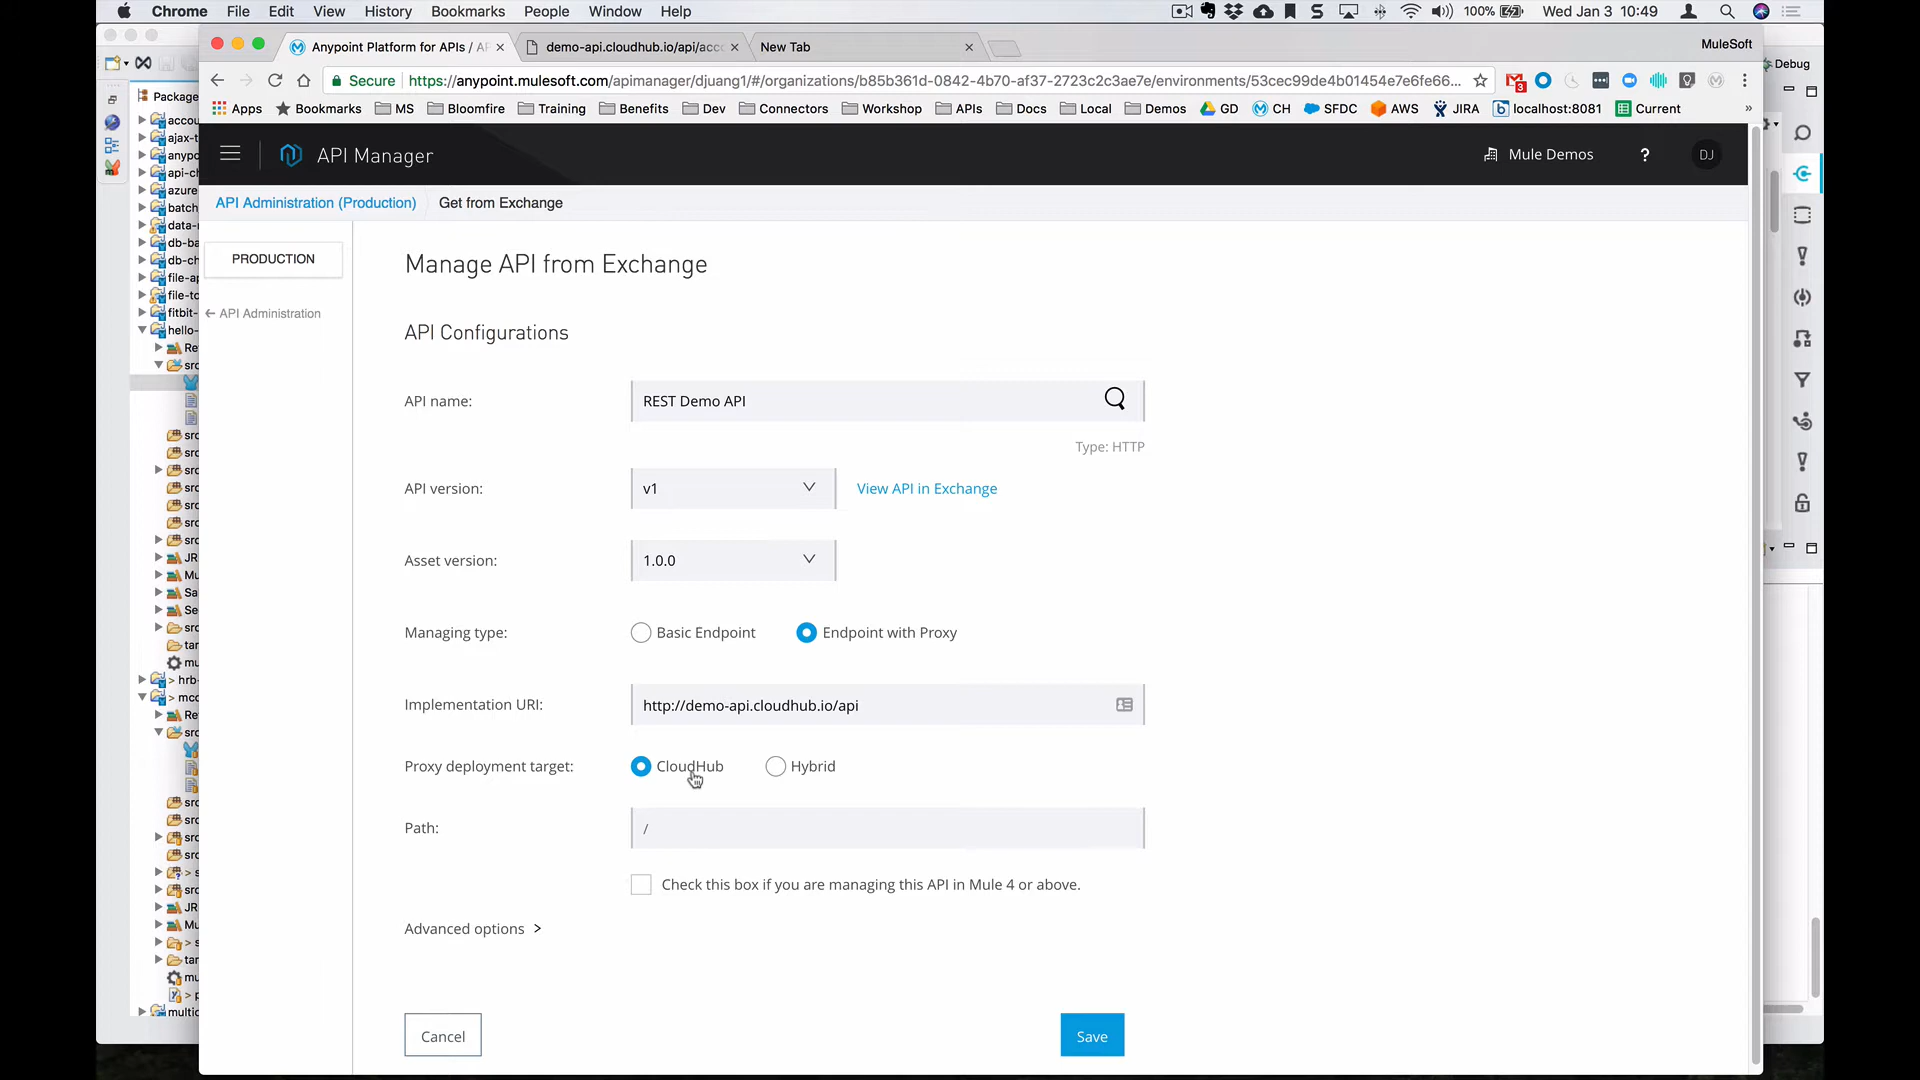 Chrome File Edit View History Bookmarks People Window Help 100% Wed Jan 3 10:49
Anypoint Platform for APIs / AP
demo-api.cloudhub.io/api/acco
New Tab
MuleSoft
Secure https://anypoint.mulesoft.com/apimanager/djuang1/#/organizations/b85b361d-0842-4b70-af37-2723c2c3ae7e/environments/53cec99de4b01454e7e6fe66...
3
Apps Bookmarks MS Bloomfire Training Benefits Dev Connectors Workshop APIs Docs Local Demos GD CH SFDC AWS JIRA localhost:8081 Current »
Debug
Package
accou
ajax-t
anypo
api-ch
azure
batch
data-r
db-ba
db-ch
file-ap
file-to
fitbit-
hello-
Re
src
src
src
src
src
src
src
src
JR
Mu
Sa
Se
src
tar
mu
> hrb-
> mcc
Re
src
src
src
src
src
> s
src
JR
Mu
> s
tar
mu
> p
multic
API Manager
Mule Demos ? DJ
API Administration (Production) Get from Exchange
PRODUCTION
← API Administration
Manage API from Exchange
API Configurations
API name: REST Demo API
Type: HTTP
API version: v1 View API in Exchange
Asset version: 1.0.0
Managing type: Basic Endpoint Endpoint with Proxy
Implementation URI: http://demo-api.cloudhub.io/api
Proxy deployment target: CloudHub Hybrid
Path: /
Check this box if you are managing this API in Mule 4 or above.
Advanced options >
Cancel Save